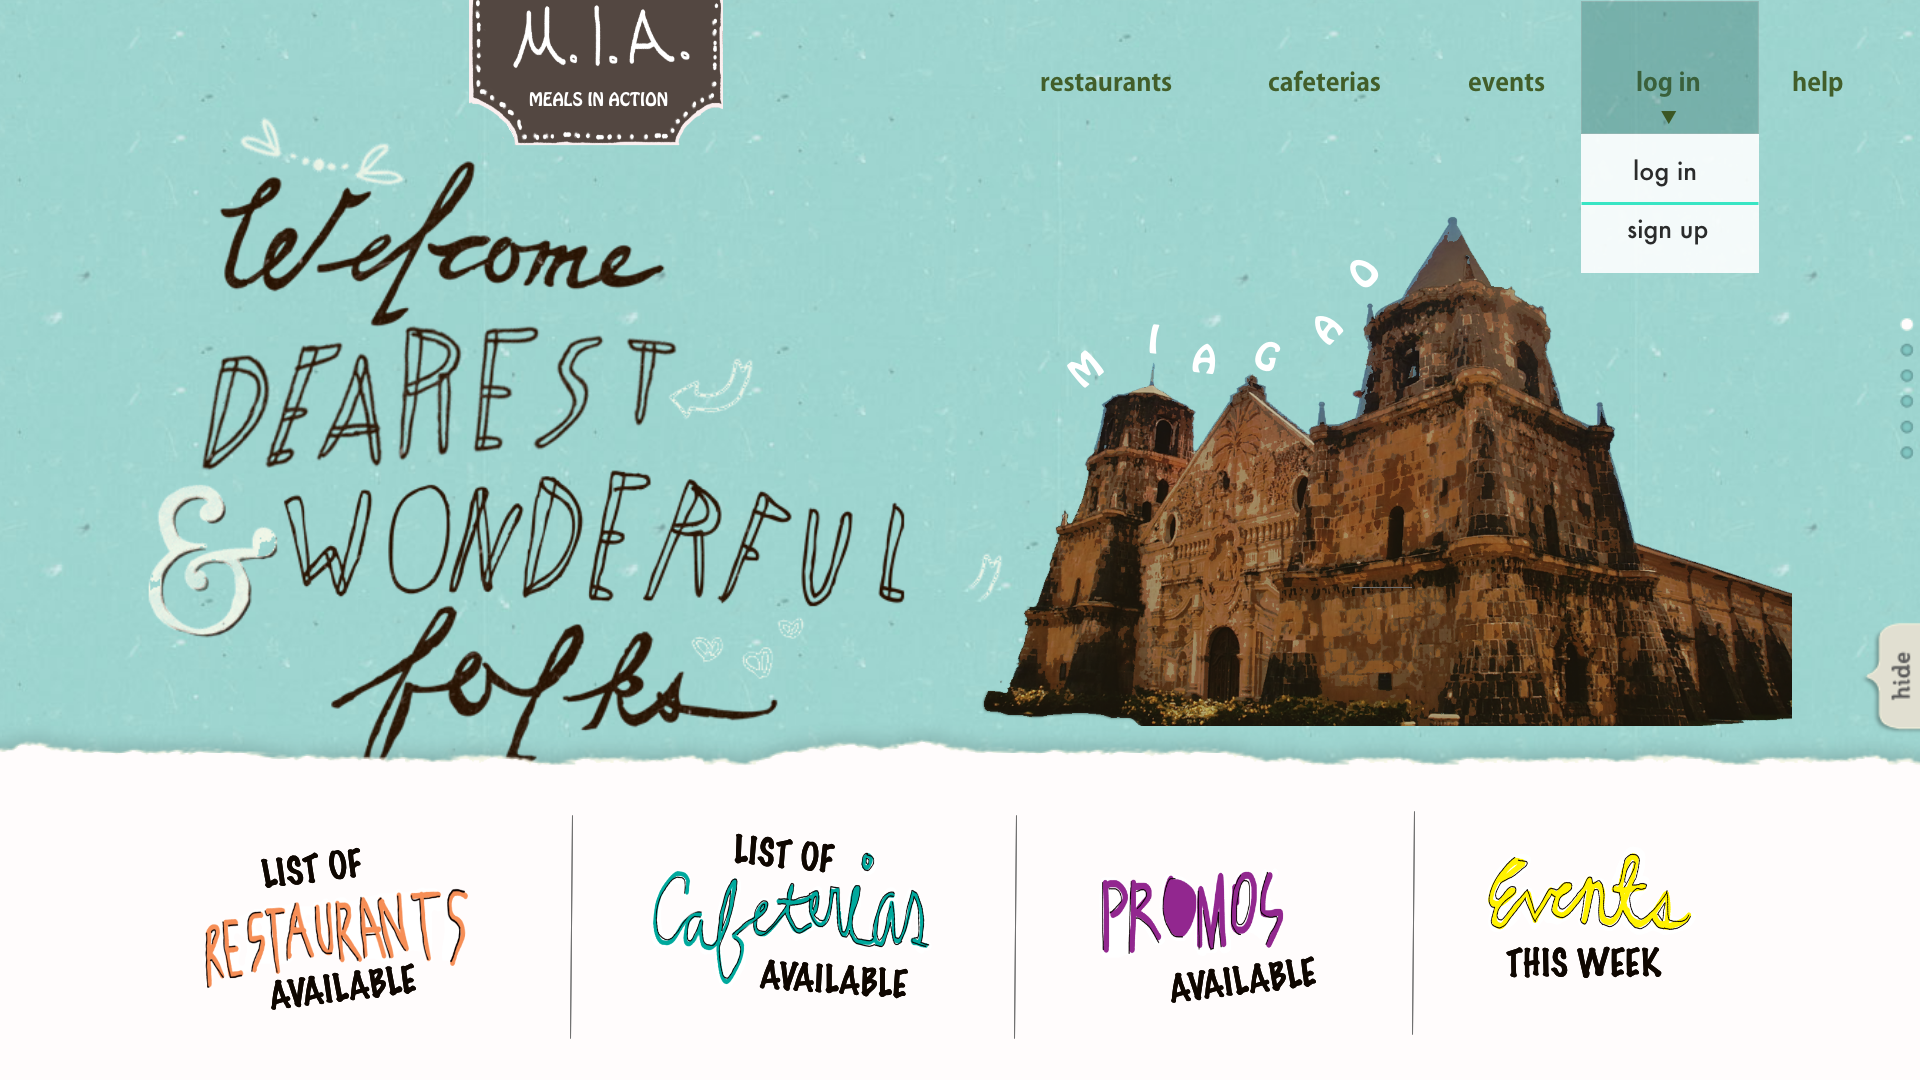 M.I.A.
MEALS IN ACTION
restaurants
cafeterias
events
log in
help
log in
sign up
Welcome
DEAREST
& WONDERFUL
folks
MIAGAO
hide
LIST OF
RESTAURANTS
AVAILABLE
LIST OF
Cafeterias
AVAILABLE
PROMOS
AVAILABLE
Events
THIS WEEK